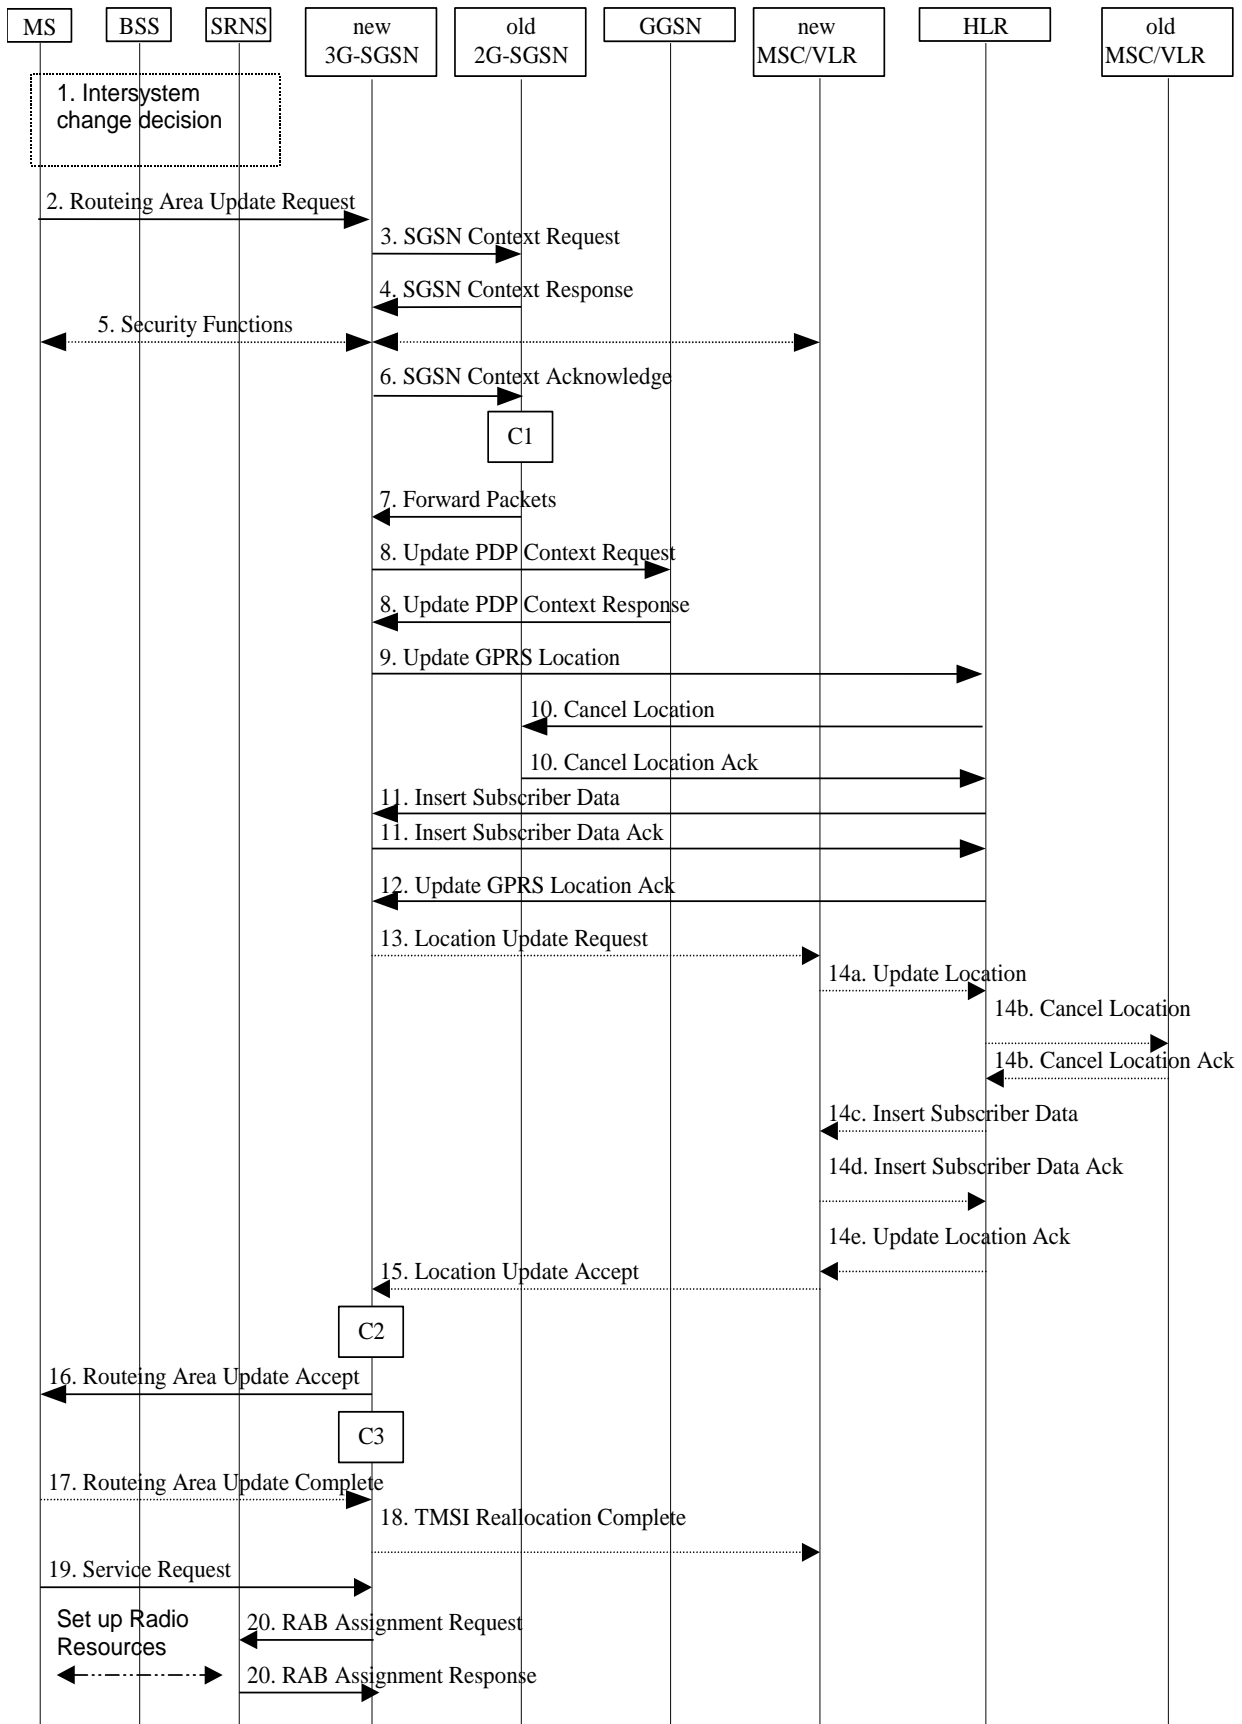 MS
BSS
SRNS
new
3G-SGSN
old
2G-SGSN
GGSN
new
MSC/VLR
HLR
old
MSC/VLR
1. Intersystem
change decision
2. Routeing Area Update Request
3. SGSN Context Request
4. SGSN Context Response
5. Security Functions
6. SGSN Context Acknowledge
C1
7. Forward Packets
8. Update PDP Context Request
8. Update PDP Context Response
9. Update GPRS Location
10. Cancel Location
10. Cancel Location Ack
11. Insert Subscriber Data
11. Insert Subscriber Data Ack
12. Update GPRS Location Ack
13. Location Update Request
14a. Update Location
14b. Cancel Location
14b. Cancel Location Ack
14c. Insert Subscriber Data
14d. Insert Subscriber Data Ack
14e. Update Location Ack
15. Location Update Accept
C2
16. Routeing Area Update Accept
C3
17. Routeing Area Update Complete
18. TMSI Reallocation Complete
19. Service Request
Set up Radio
Resources
20. RAB Assignment Request
20. RAB Assignment Response